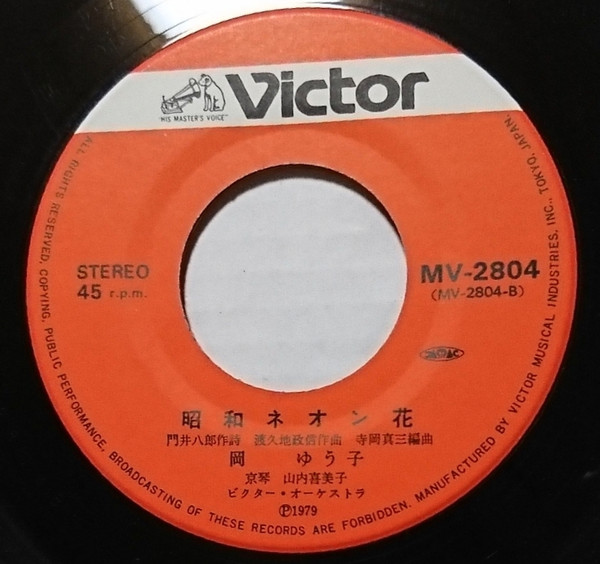 Victor
"HIS MASTER'S VOICE"
STEREO
45 r.p.m.
MV-2804
(MV-2804-B)
昭和ネオン花
門井八郎作詩 渡久地政信作曲 寺岡真三編曲
岡 ゆう子
京琴 山内喜美子
ビクター・オーケストラ
Ⓟ1979
ALL RIGHTS RESERVED. COPYING, PUBLIC PERFORMANCE, BROADCASTING OF THESE RECORDS ARE FORBIDDEN. MANUFACTURED BY VICTOR MUSICAL INDUSTRIES, INC., TOKYO, JAPAN.